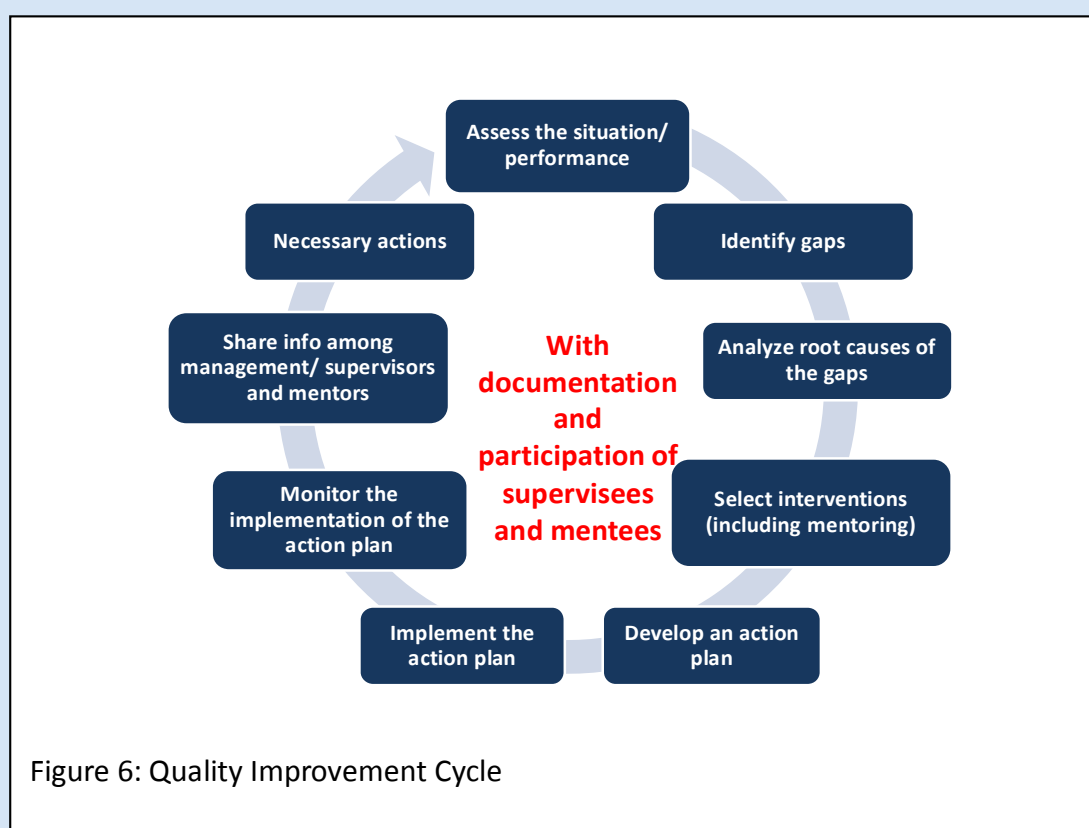 Assess the situation/
performance
Identify gaps
Analyze root causes of
the gaps
Select interventions
(including mentoring)
Develop an action
plan
Implement the
action plan
Monitor the
implementation of the
action plan
Share info among
management/ supervisors
and mentors
Necessary actions
With
documentation
and
participation of
supervisees
and mentees
Figure 6: Quality Improvement Cycle